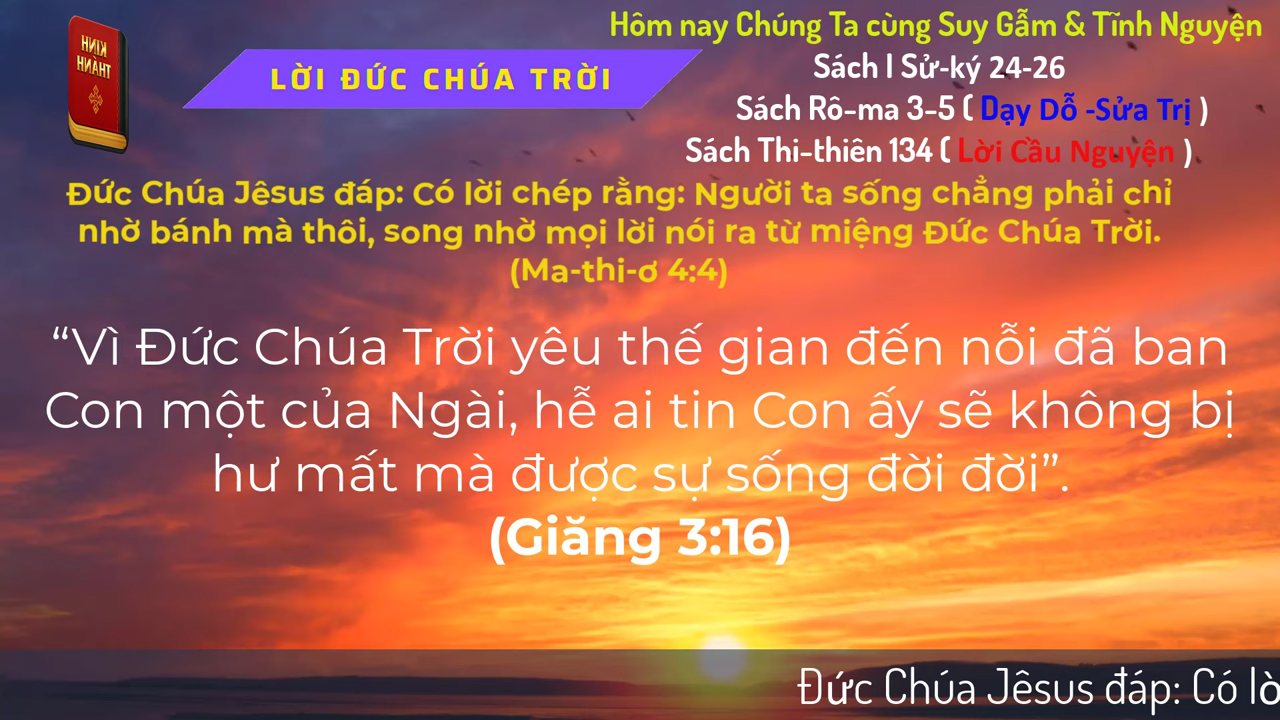 KINH
THÁNH
LỜI ĐỨC CHÚA TRỜI
Hôm nay Chúng Ta cùng Suy Gẫm & Tĩnh Nguyện
Sách I Sử-ký 24-26
Sách Rô-ma 3-5 ( Dạy Dỗ -Sửa Trị )
Sách Thi-thiên 134 ( Lời Cầu Nguyện )
Đức Chúa Jêsus đáp: Có lời chép rằng: Người ta sống chẳng phải chỉ
nhờ bánh mà thôi, song nhờ mọi lời nói ra từ miệng Đức Chúa Trời.
(Ma-thi-ơ 4:4)
“Vì Đức Chúa Trời yêu thế gian đến nỗi đã ban
Con một của Ngài, hễ ai tin Con ấy sẽ không bị
hư mất mà được sự sống đời đời”.
(Giăng 3:16)
Đức Chúa Jêsus đáp: Có lờ